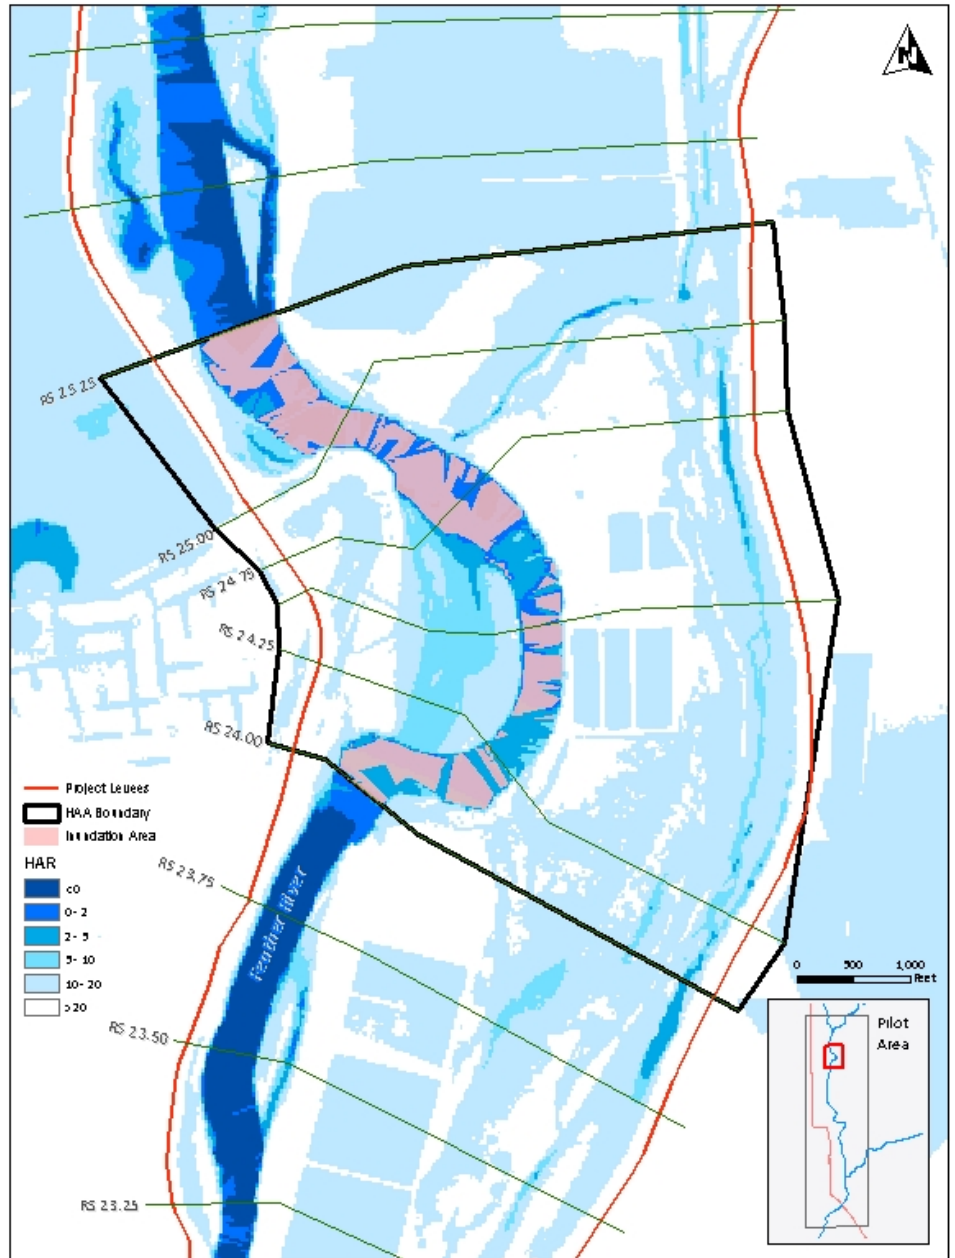 N
RS 25.25
RS 25.00
RS 24.75
RS 24.25
RS 24.00
Project Levees
HAA Boundary
Inundation Area
HAR
<0
0-2
2-5
5-10
10-20
>20
RS 23.75
Feather River
RS 23.50
RS 23.25
0 500 1,000
Feet
Pilot
Area